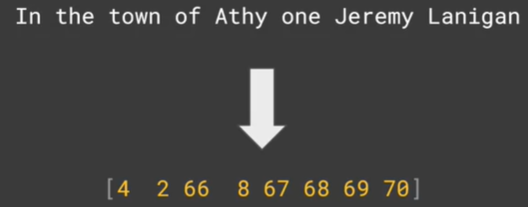 In the town of Athy one Jeremy Lanigan
[4 2 66 8 67 68 69 70]